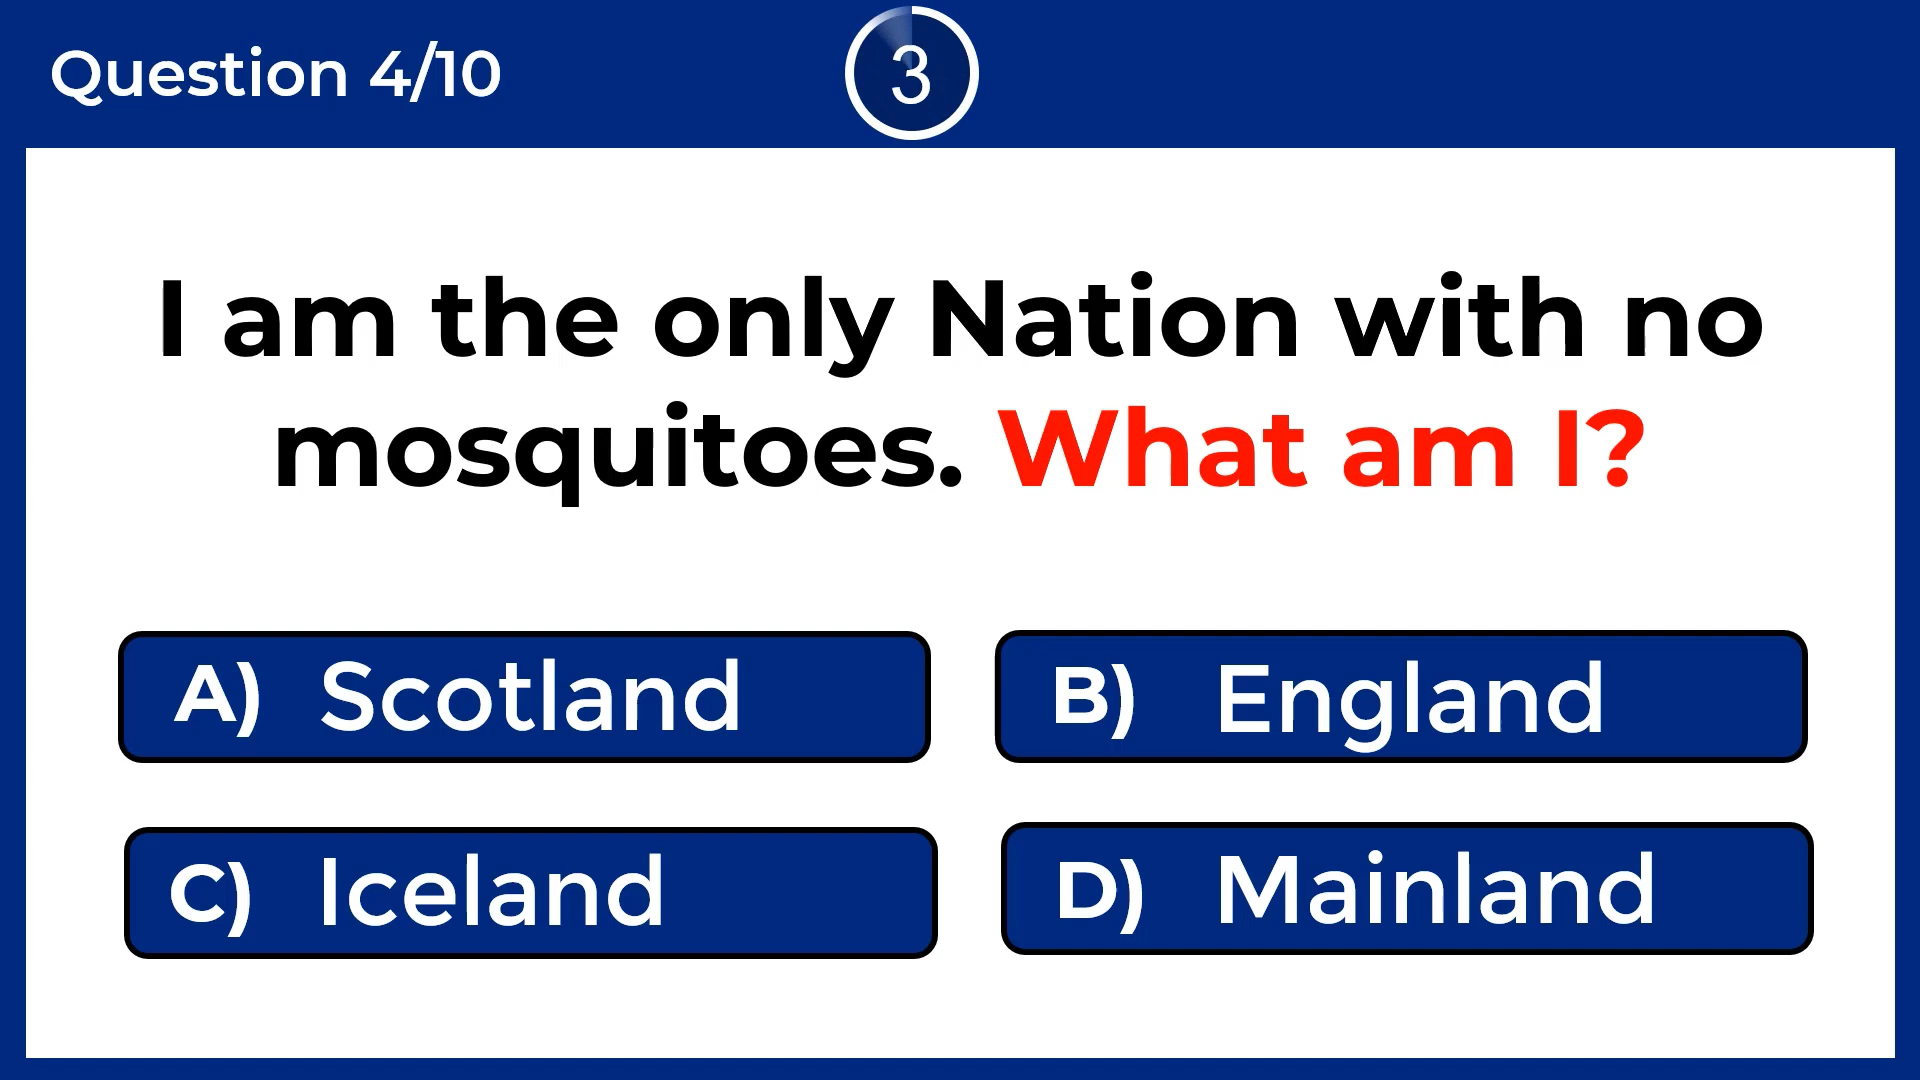 Question 4/10
3
I am the only Nation with no
mosquitoes. What am I?
A) Scotland
B) England
C) Iceland
D) Mainland